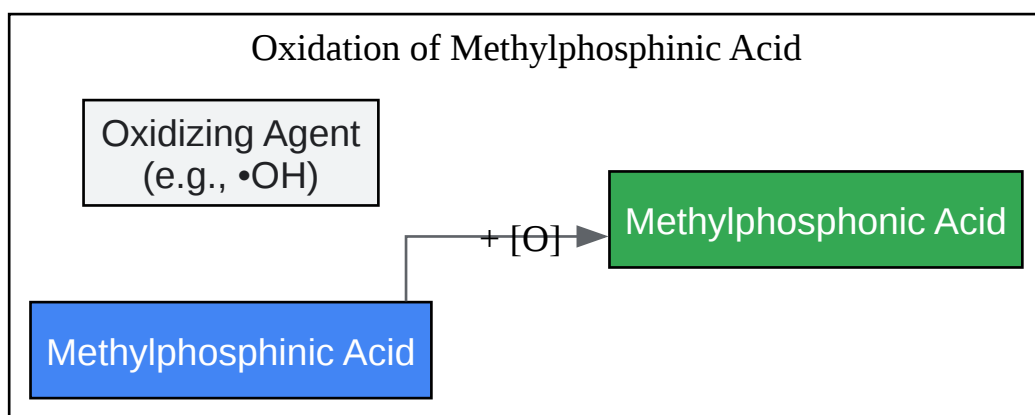 Oxidation of Methylphosphinic Acid
Oxidizing Agent
(e.g., •OH)
Methylphosphonic Acid
+ [O]
Methylphosphinic Acid